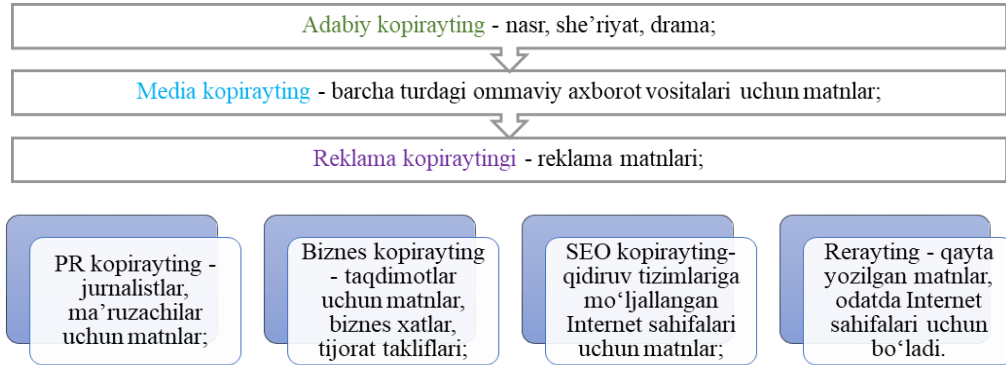 Adabiy kopirayting - nasr, she’riyat, drama;
Media kopirayting - barcha turdagi ommaviy axborot vositalari uchun matnlar;
Reklama kopiraytingi - reklama matnlari;
PR kopirayting -
jurnalistlar,
ma’ruzachilar
uchun matnlar;
Biznes kopirayting
- taqdimotlar
uchun matnlar,
biznes xatlar,
tijorat takliflari;
SEO kopirayting-
qidiruv tizimlariga
mo‘ljallangan
Internet sahifalari
uchun matnlar;
Rerayting - qayta
yozilgan matnlar,
odatda Internet
sahifalari uchun
bo‘ladi.